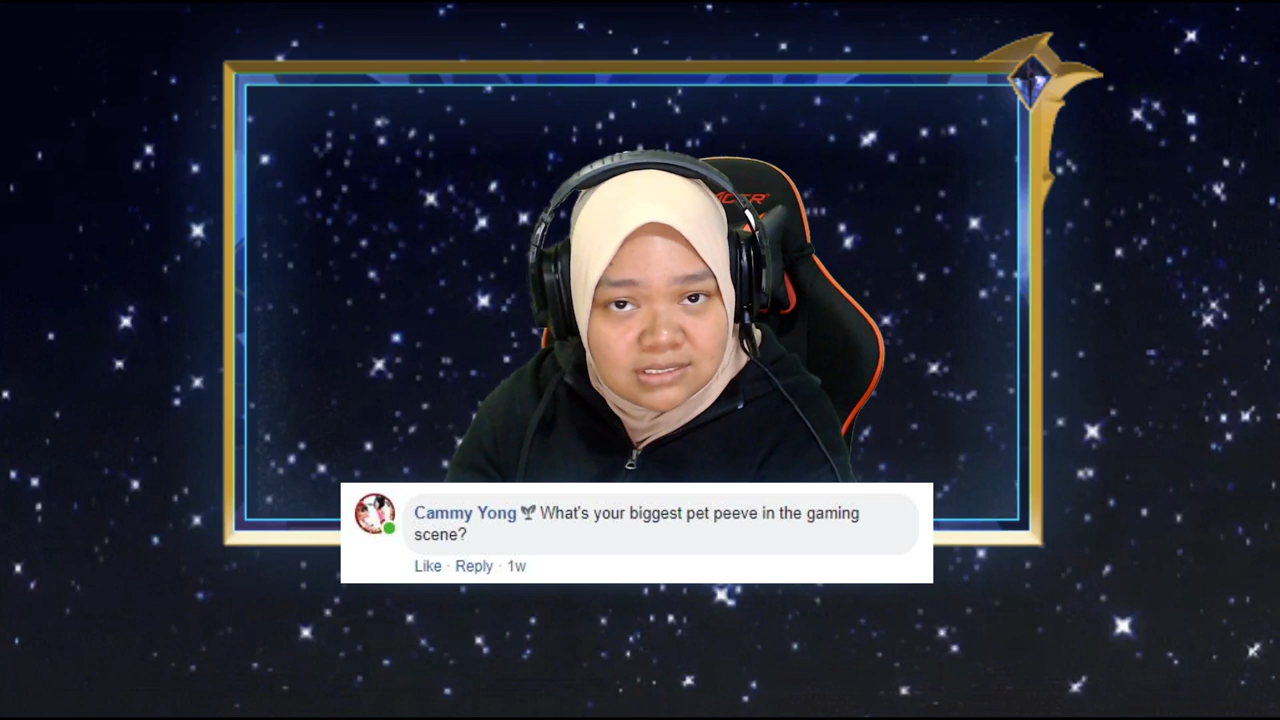 Cammy Yong What's your biggest pet peeve in the gaming
scene?
Like · Reply · 1w